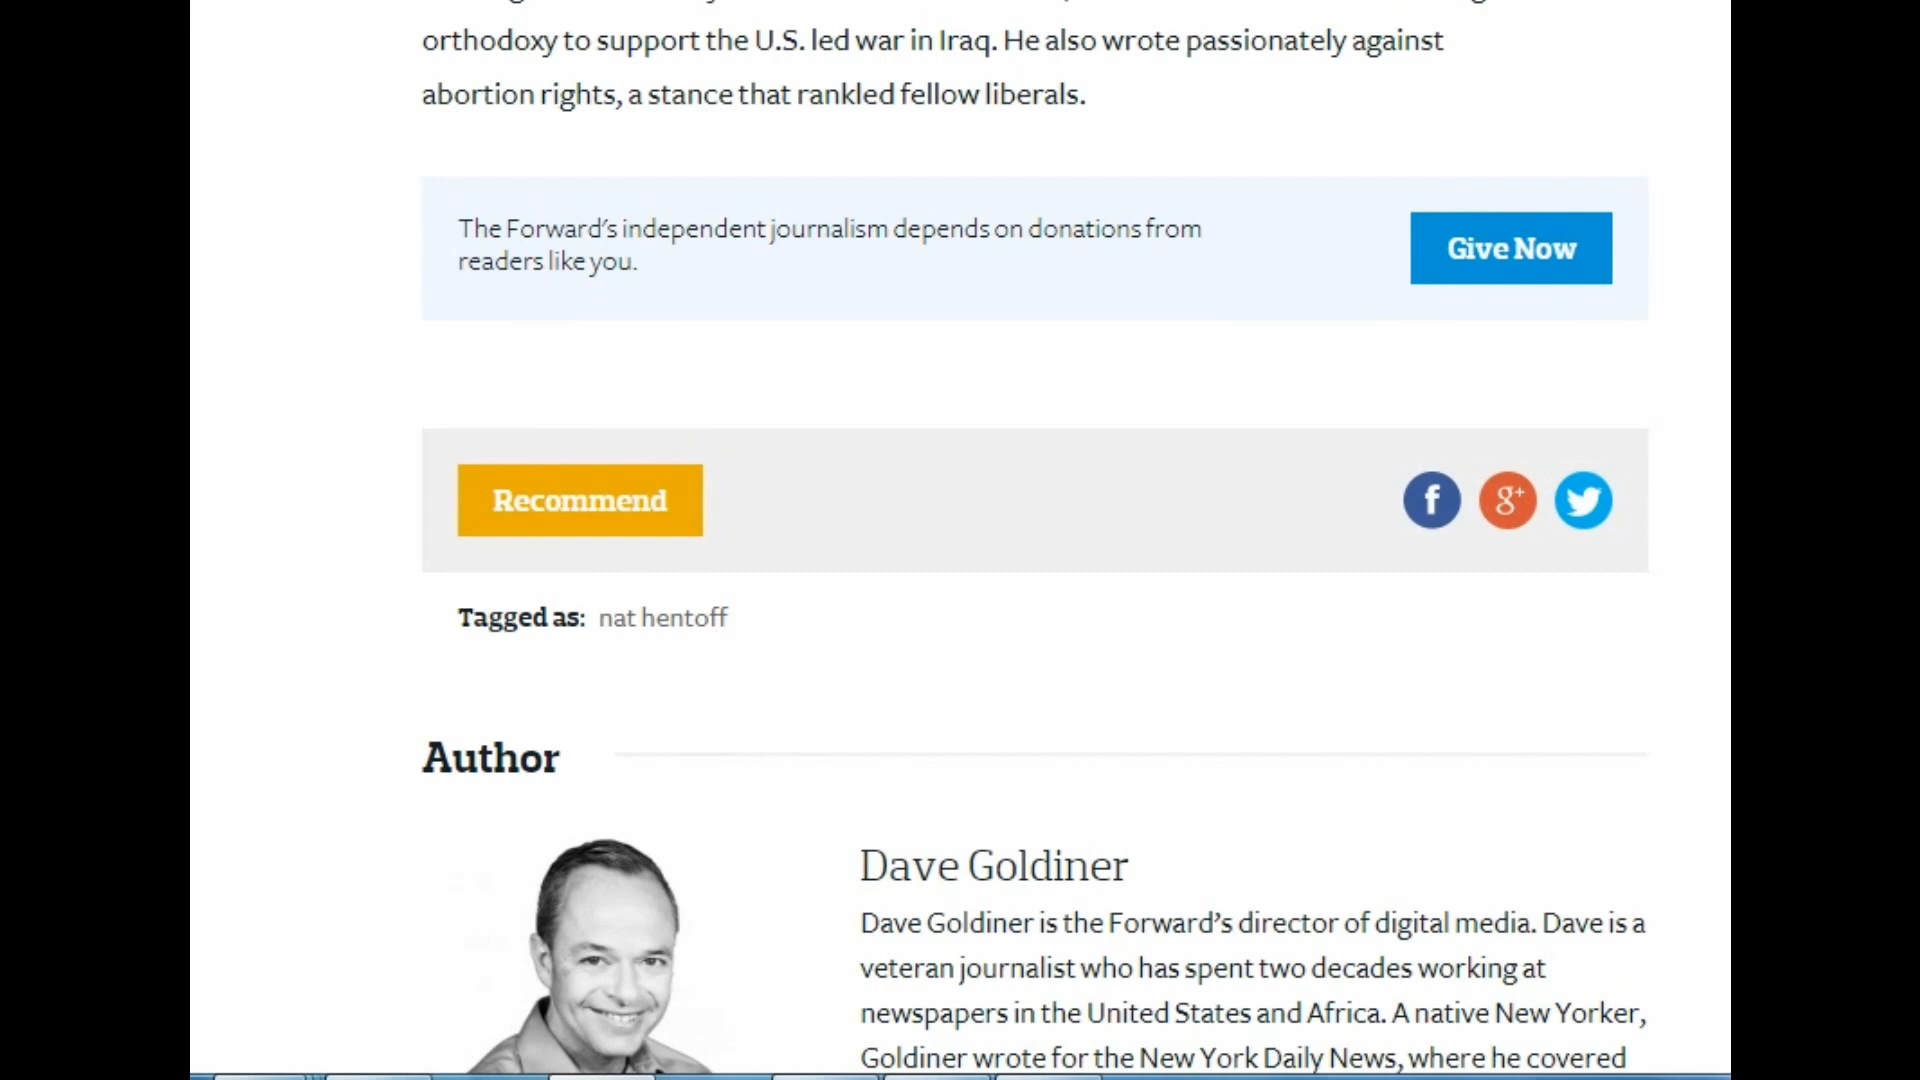 orthodoxy to support the U.S. led war in Iraq. He also wrote passionately against
abortion rights, a stance that rankled fellow liberals.
The Forward's independent journalism depends on donations from
readers like you.
Give Now
Recommend
f g+
Tagged as: nat hentoff
Author
Dave Goldiner
Dave Goldiner is the Forward's director of digital media. Dave is a
veteran journalist who has spent two decades working at
newspapers in the United States and Africa. A native New Yorker,
Goldiner wrote for the New York Daily News, where he covered